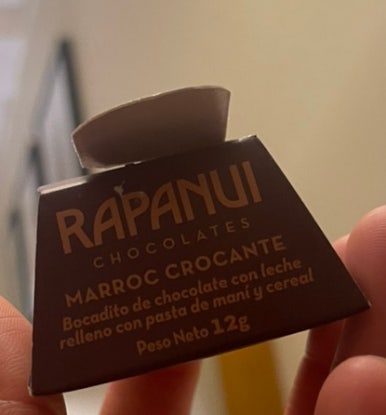 RAPANUI
CHOCOLATES
MARROC CROCANTE
Bocadito de chocolate con leche
relleno con pasta de maní y cereal
Peso Neto 12g